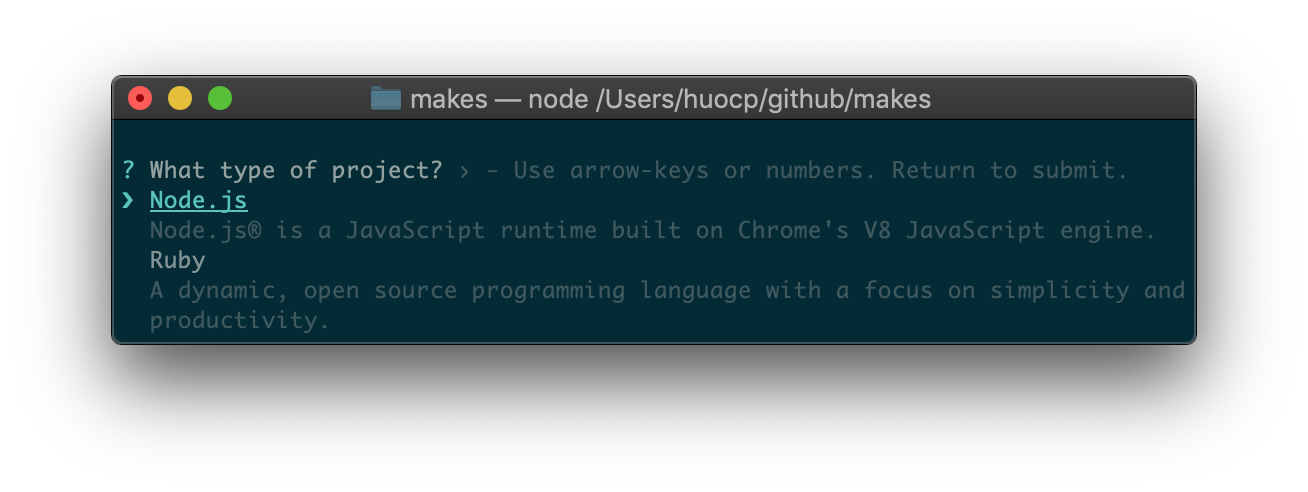 makes — node /Users/huocp/github/makes
? What type of project? › - Use arrow-keys or numbers. Return to submit.
❯ Node.js
Node.js® is a JavaScript runtime built on Chrome's V8 JavaScript engine.
Ruby
A dynamic, open source programming language with a focus on simplicity and
productivity.